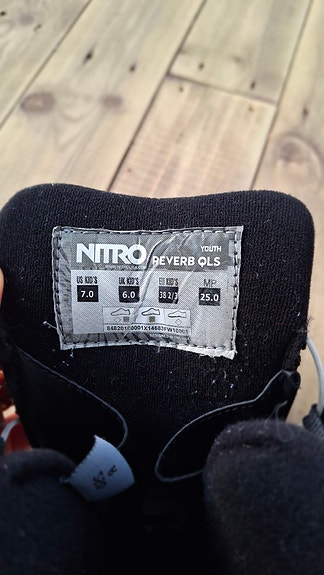 NITRO
YOUTH
REVERB QLS
US KID'S UK KID'S EU KID'S MP
7.0 6.0 38 2/3 25.0